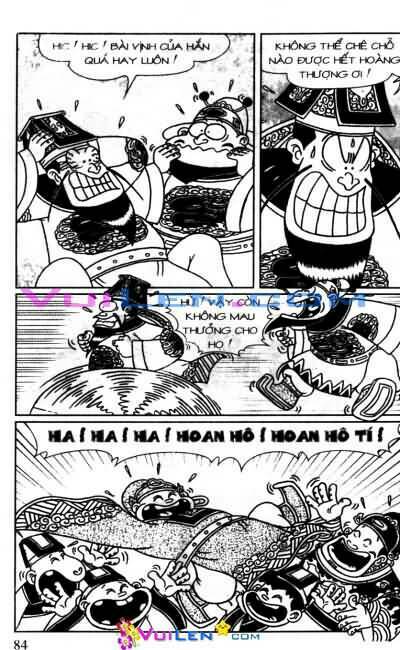 HIC ! HIC ! BÀI VỊNH CỦA HẮN
QUÁ HAY LUÔN !
KHÔNG THỂ CHÊ CHỖ
NÀO ĐƯỢC HẾT HOÀNG
THƯỢNG ƠI !
VUILEN.COM
HỪ ! VẬY CÒN
KHÔNG MAU
THƯỞNG CHO
HỌ !
HA ! HA ! HA ! HOAN HÔ ! HOAN HÔ TÍ !
84
VUILEN.COM